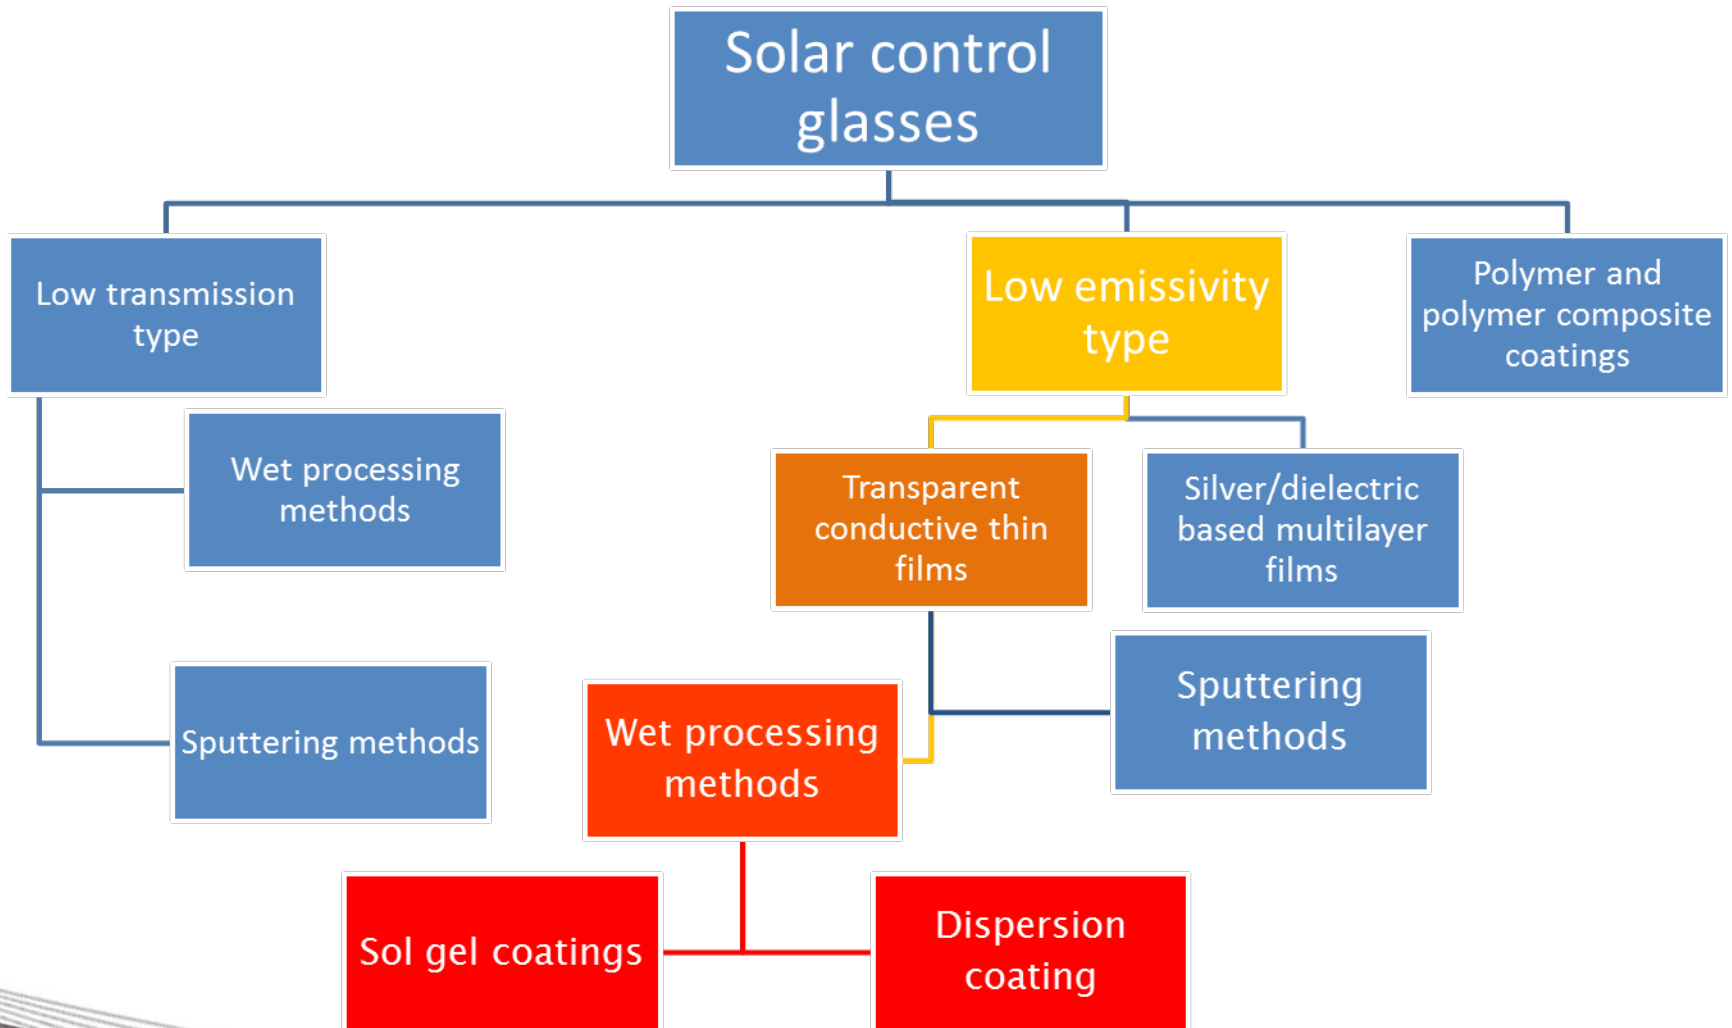 Solar control
glasses
Low transmission
type
Low emissivity
type
Polymer and
polymer composite
coatings
Wet processing
methods
Transparent
conductive thin
films
Silver/dielectric
based multilayer
films
Sputtering methods
Wet processing
methods
Sputtering
methods
Sol gel coatings
Dispersion
coating